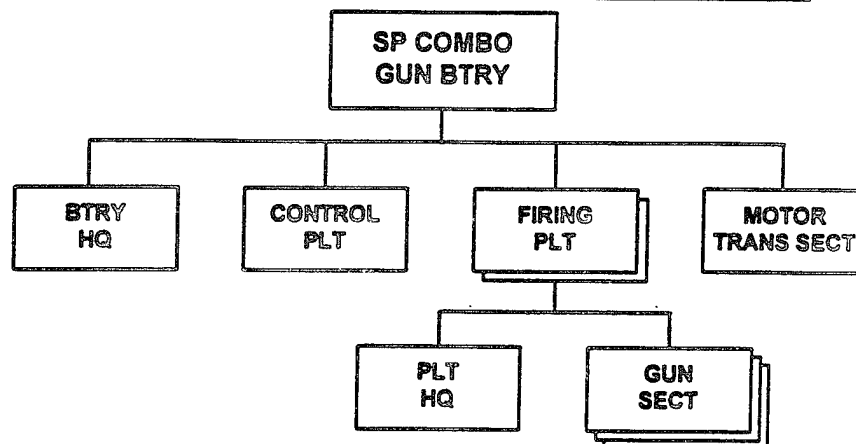 SP COMBO
GUN BTRY
BTRY
HQ
CONTROL
PLT
FIRING
PLT
MOTOR
TRANS SECT
PLT
HQ
GUN
SECT